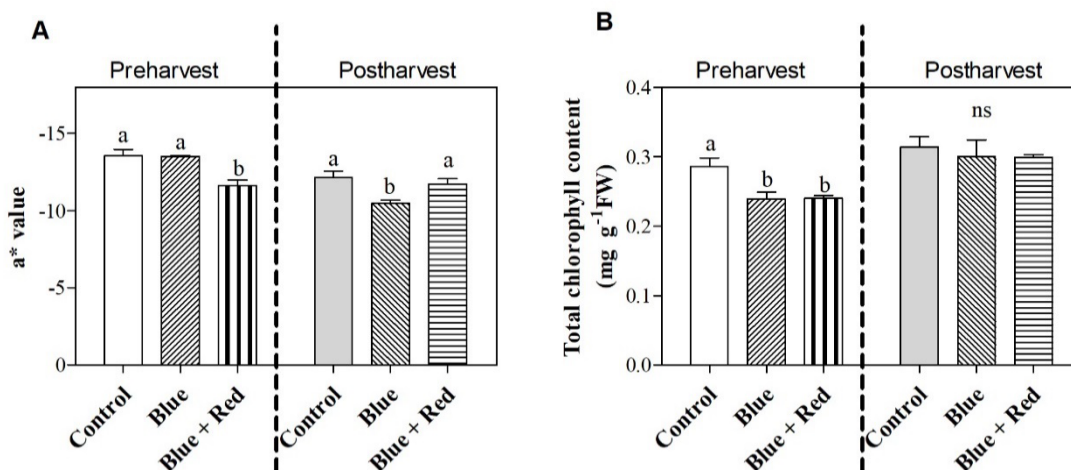 A
Preharvest
Postharvest
a* value
-15
-10
-5
0
a
a
b
a
b
a
Control
Blue
Blue + Red
Control
Blue
Blue + Red
B
Preharvest
Postharvest
Total chlorophyll content
(mg g⁻¹FW)
0.4
0.3
0.2
0.1
0.0
a
b
b
ns
Control
Blue
Blue + Red
Control
Blue
Blue + Red